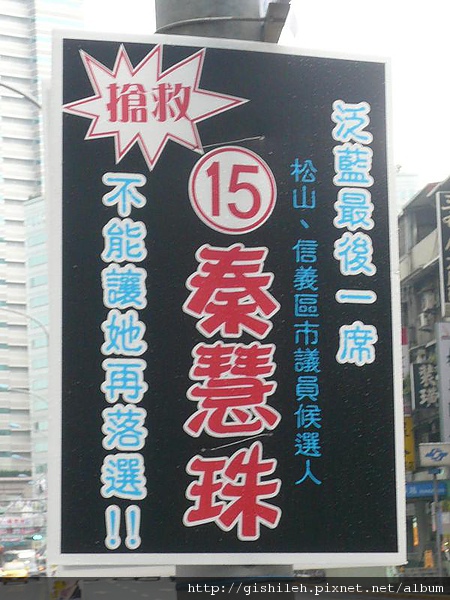 泛藍最後一席
松山、信義區市議員候選人
15
秦慧珠
搶救
不能讓她再落選!!
http://gishileh.pixnet.net/album